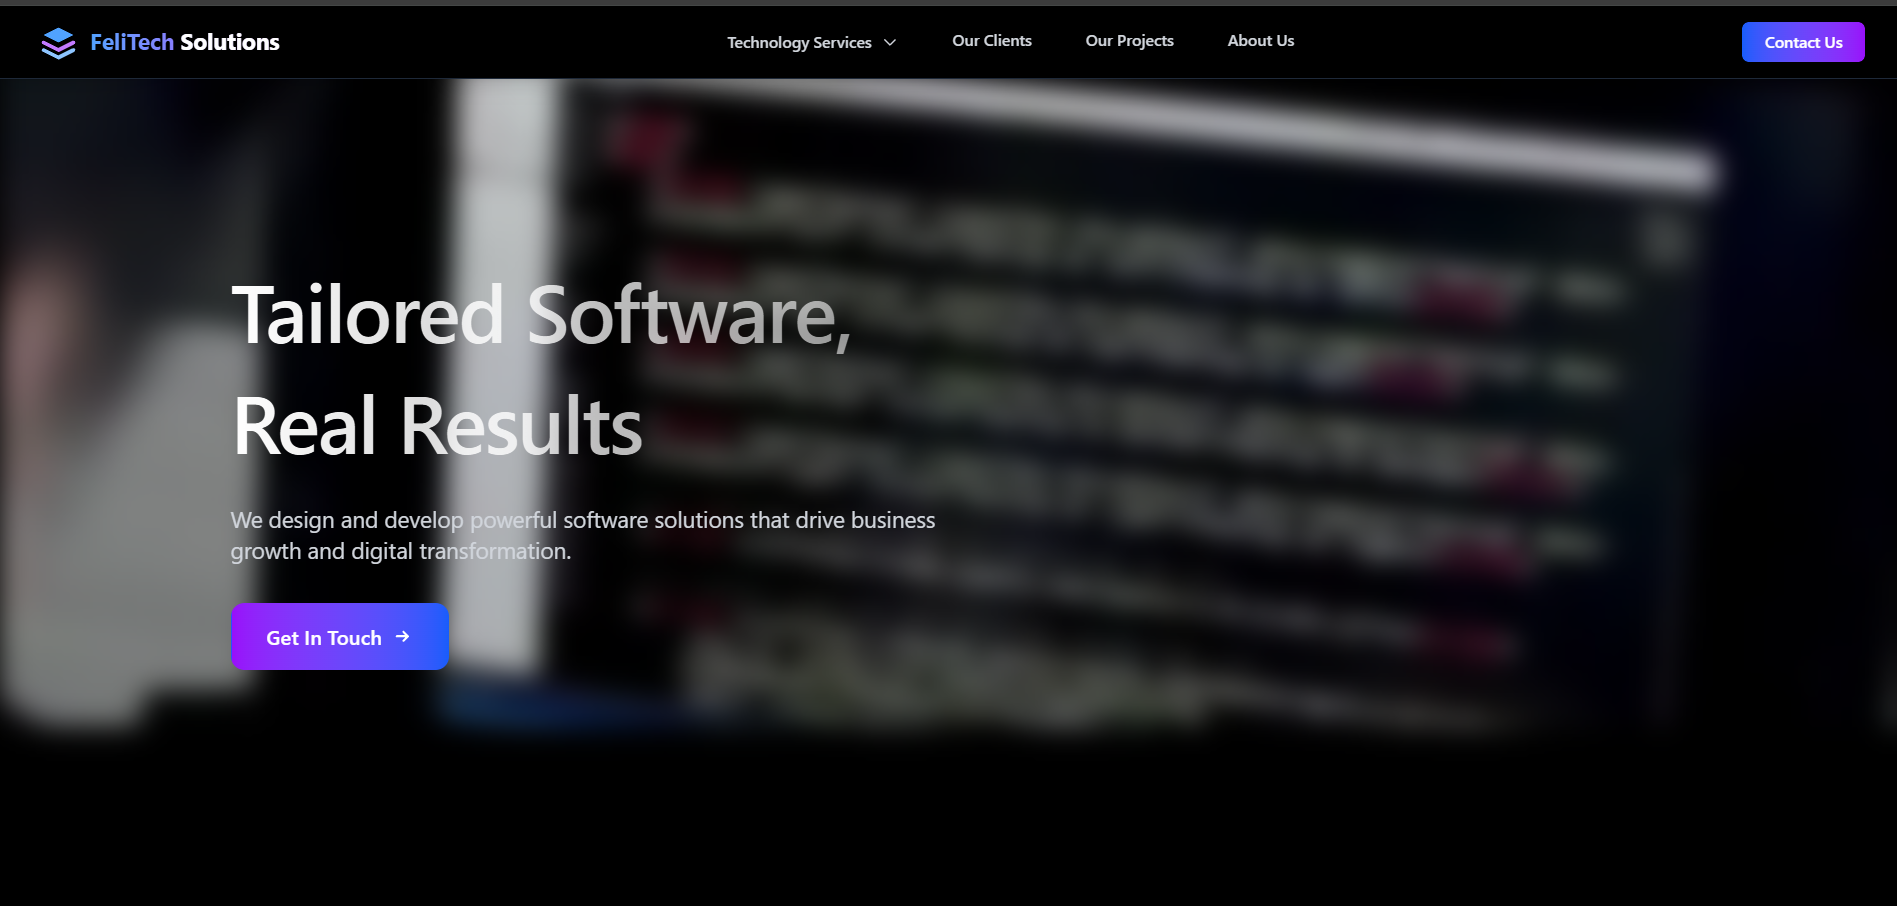 FeliTech Solutions
Technology Services
Our Clients
Our Projects
About Us
Contact Us
Tailored Software,
Real Results
We design and develop powerful software solutions that drive business
growth and digital transformation.
Get In Touch →